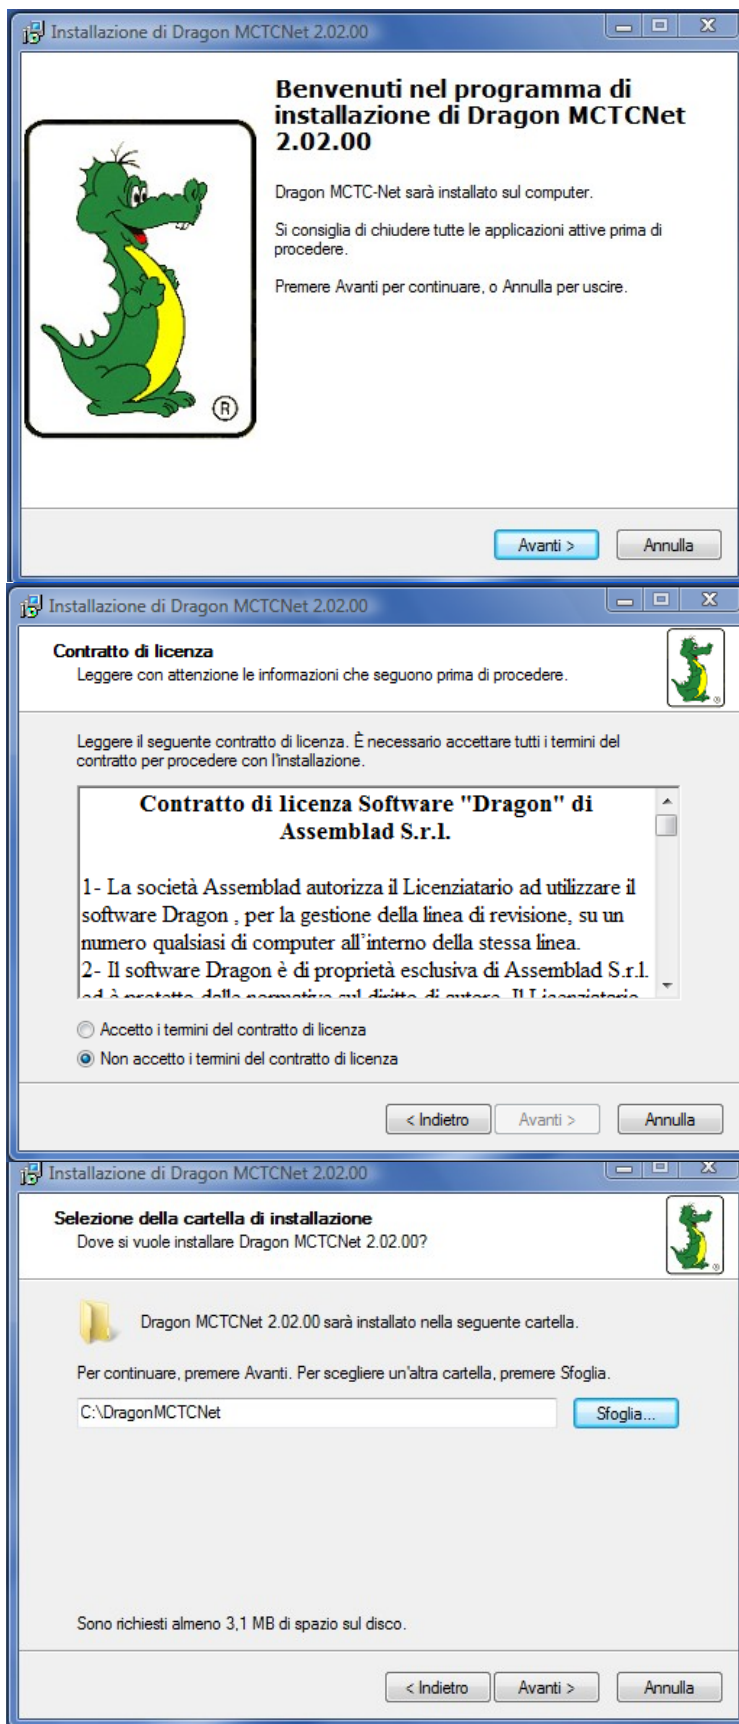 Installazione di Dragon MCTCNet 2.02.00
Benvenuti nel programma di
installazione di Dragon MCTCNet
2.02.00
Dragon MCTC-Net sarà installato sul computer.
Si consiglia di chiudere tutte le applicazioni attive prima di
procedere.
Premere Avanti per continuare, o Annulla per uscire.
R
Avanti > Annulla
Installazione di Dragon MCTCNet 2.02.00
Contratto di licenza
Leggere con attenzione le informazioni che seguono prima di procedere.
Leggere il seguente contratto di licenza. È necessario accettare tutti i termini del
contratto per procedere con l'installazione.
Contratto di licenza Software "Dragon" di
Assemblad S.r.l.
1- La società Assemblad autorizza il Licenziatario ad utilizzare il
software Dragon , per la gestione della linea di revisione, su un
numero qualsiasi di computer all’interno della stessa linea.
2- Il software Dragon è di proprietà esclusiva di Assemblad S.r.l.
ed è protetto dalle normative sul diritto di autore. Il Licenziatario
Accetto i termini del contratto di licenza
Non accetto i termini del contratto di licenza
< Indietro Avanti > Annulla
Installazione di Dragon MCTCNet 2.02.00
Selezione della cartella di installazione
Dove si vuole installare Dragon MCTCNet 2.02.00?
Dragon MCTCNet 2.02.00 sarà installato nella seguente cartella.
Per continuare, premere Avanti. Per scegliere un'altra cartella, premere Sfoglia.
C:\DragonMCTCNet
Sfoglia...
Sono richiesti almeno 3,1 MB di spazio sul disco.
< Indietro Avanti > Annulla